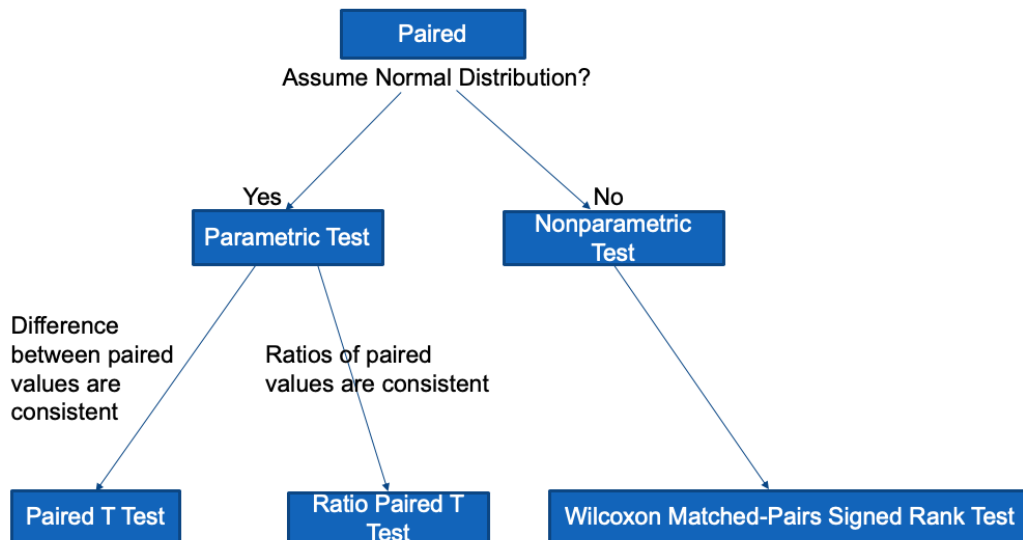 Paired
Assume Normal Distribution?
Yes
No
Parametric Test
Nonparametric
Test
Difference
between paired
values are
consistent
Ratios of paired
values are consistent
Paired T Test
Ratio Paired T
Test
Wilcoxon Matched-Pairs Signed Rank Test